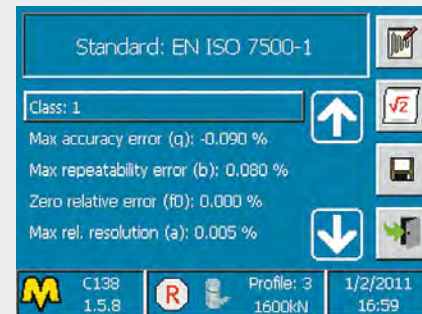 Standard: EN ISO 7500-1
Class: 1
Max accuracy error (q): -0.090 %
Max repeatability error (b): 0.080 %
Zero relative error (f0): 0.000 %
Max rel. resolution (a): 0.005 %
√2
C138
1.5.8
R
Profile: 3
1600kN
1/2/2011
16:59